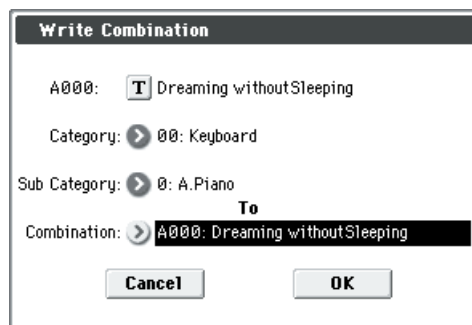 Write Combination
A000: T Dreaming withoutSleeping
Category: 00: Keyboard
Sub Category: 0: A.Piano
To
Combination: A000: Dreaming withoutSleeping
Cancel OK